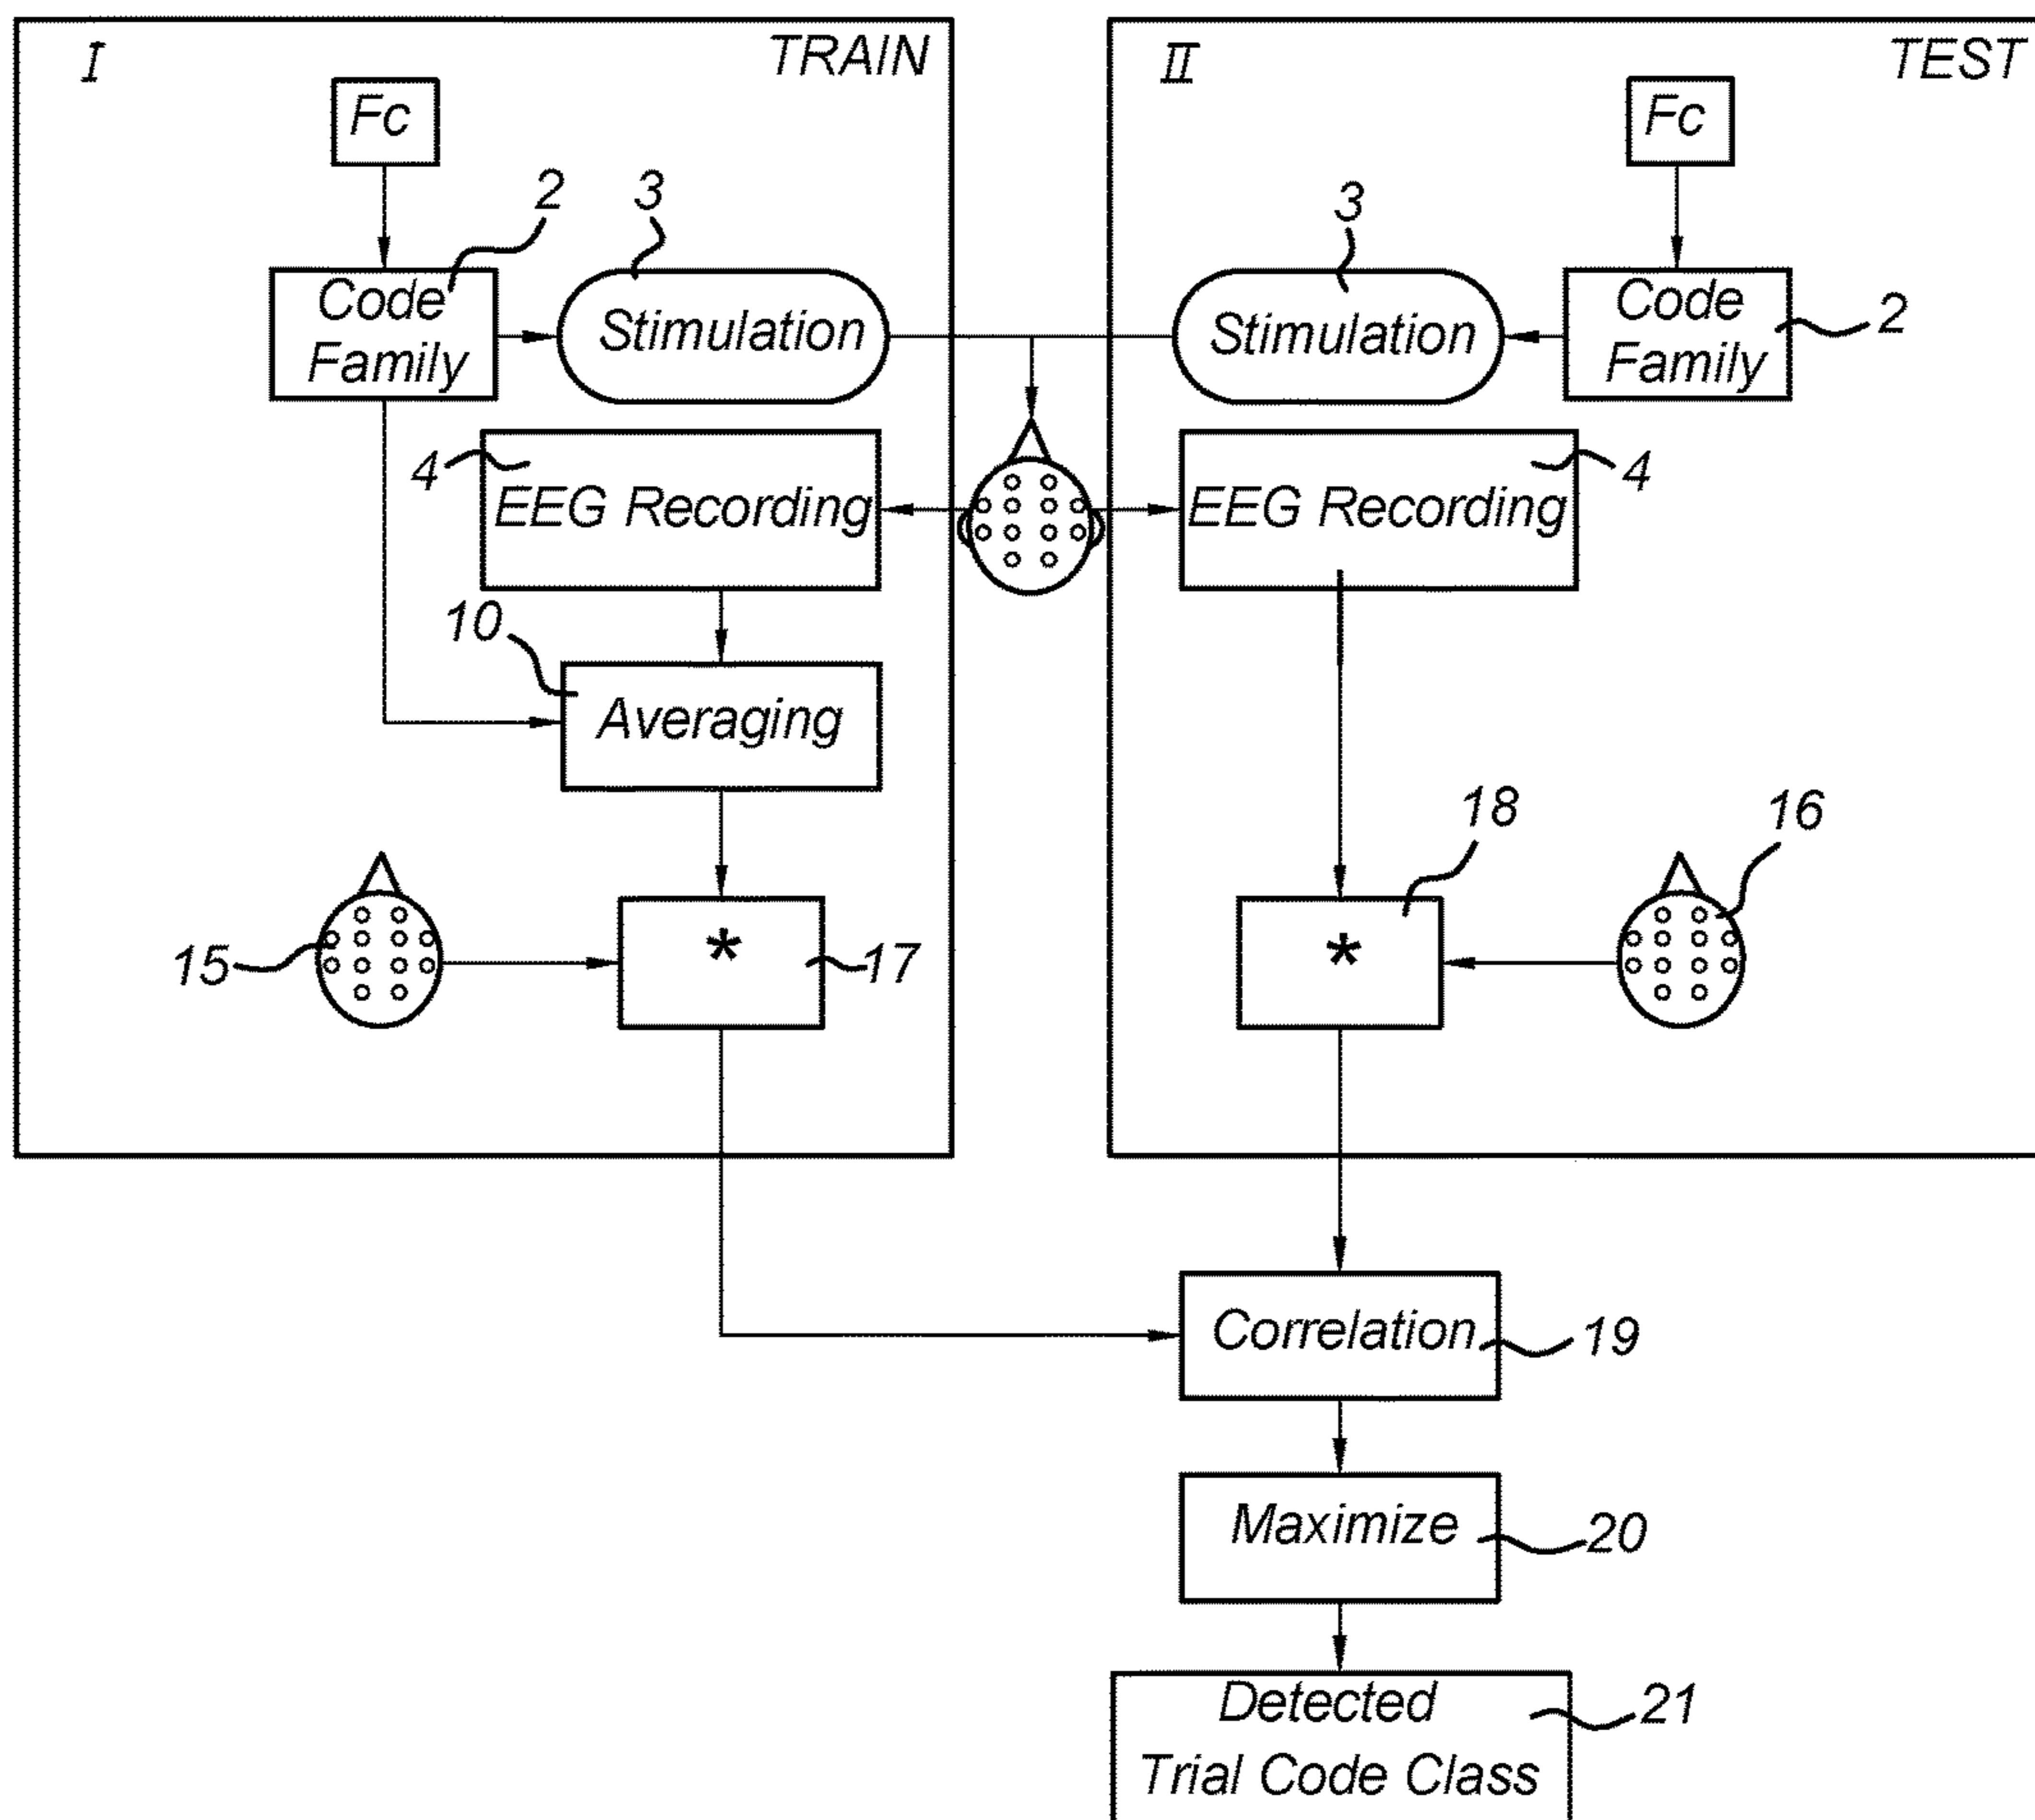 I
TRAIN
Fc
2
3
Code
Family
Stimulation
4
EEG Recording
10
Averaging
15
*
17
II
TEST
Fc
3
Stimulation
Code
Family
2
EEG Recording
4
18
16
*
Correlation
19
Maximize
20
Detected
Trial Code Class
21